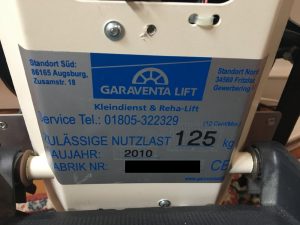 Standort Süd:
86165 Augsburg,
Zusamstr. 18
GARAVENTA LIFT
Standort Nord
34560 Fritzlar
Gewerbering
Kleindienst & Reha-Lift
Service Tel.: 01805-322329
ZULÄSSIGE NUTZLAST 125 kg
BAUJAHR: 2010
FABRIK NR:
CE